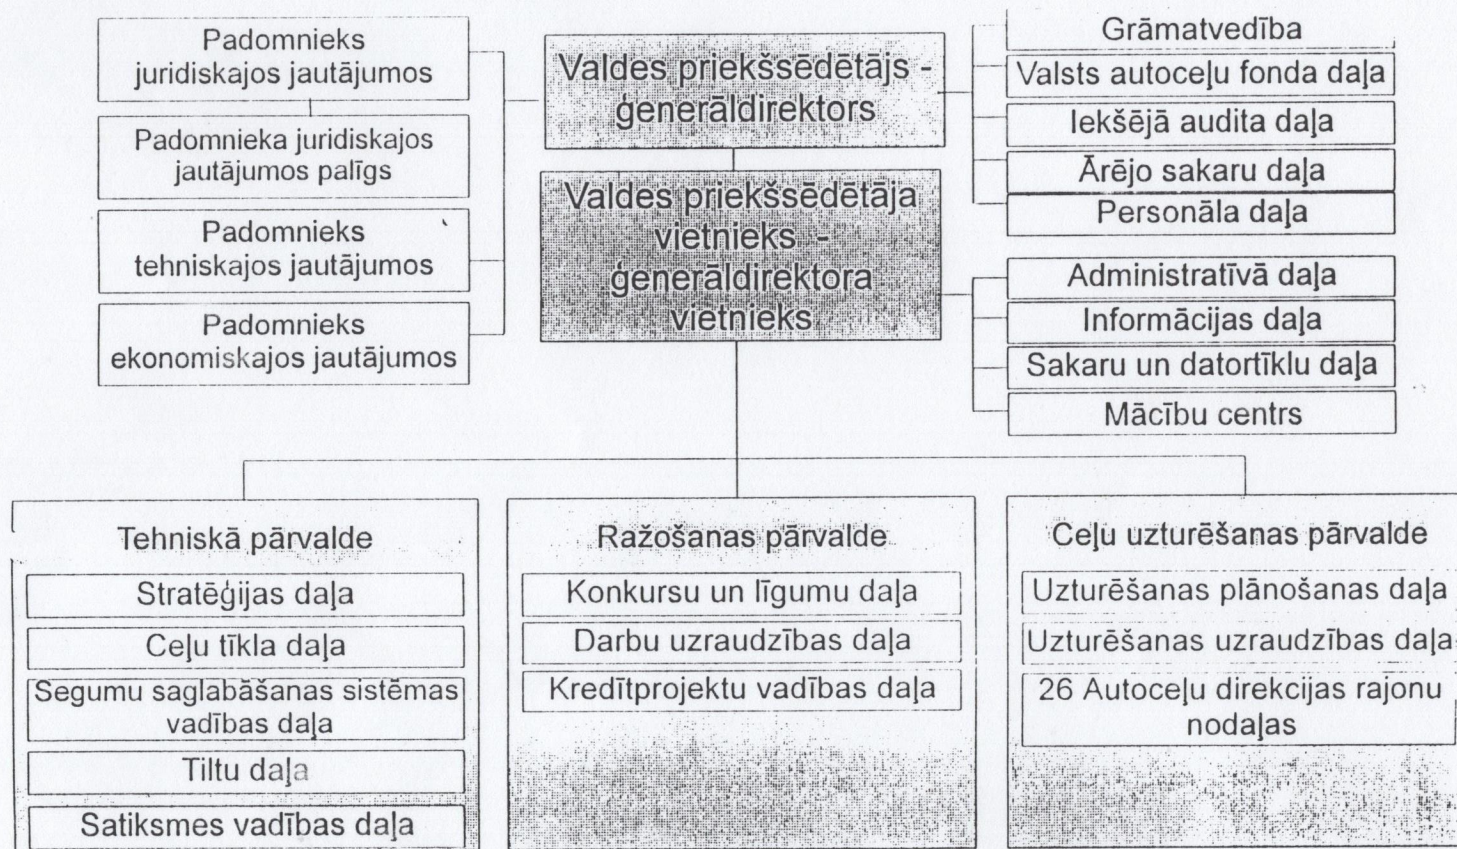 Padomnieks
juridiskajos jautājumos
Padomnieka juridiskajos
jautājumos palīgs
Padomnieks
tehniskajos jautājumos
Padomnieks
ekonomiskajos jautājumos
Valdes priekšsēdētājs -
ģenerāldirektors
Valdes priekšsēdētāja
vietnieks -
ģenerāldirektora
vietnieks
Grāmatvedība
Valsts autoceļu fonda daļa
Iekšējā audita daļa
Ārējo sakaru daļa
Personāla daļa
Administratīvā daļa
Informācijas daļa
Sakaru un datortīklu daļa
Mācību centrs
Tehniskā pārvalde
Stratēģijas daļa
Ceļu tīkla daļa
Segumu saglabāšanas sistēmas
vadības daļa
Tiltu daļa
Satiksmes vadības daļa
Ražošanas pārvalde
Konkursu un līgumu daļa
Darbu uzraudzības daļa
Kredītprojektu vadības daļa
Ceļu uzturēšanas pārvalde
Uzturēšanas plānošanas daļa
Uzturēšanas uzraudzības daļa
26 Autoceļu direkcijas rajonu
nodaļas